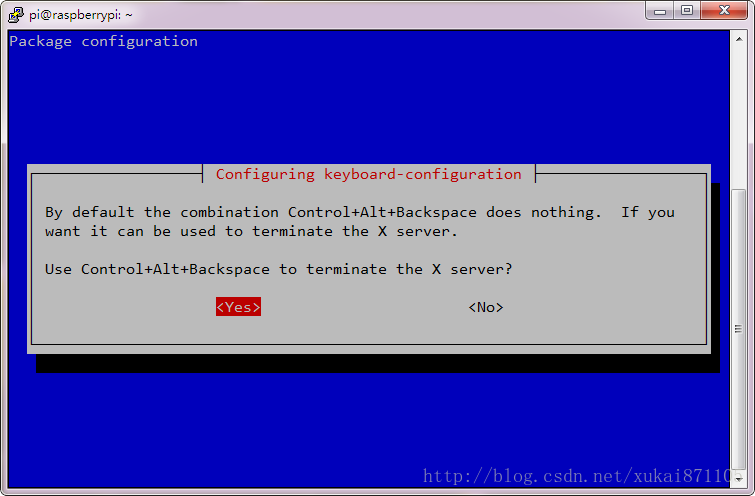 pi@raspberrypi: ~
Package configuration
Configuring keyboard-configuration
By default the combination Control+Alt+Backspace does nothing.  If you
want it can be used to terminate the X server.
Use Control+Alt+Backspace to terminate the X server?
<Yes> <No>
http://blog.csdn.net/xukai87110